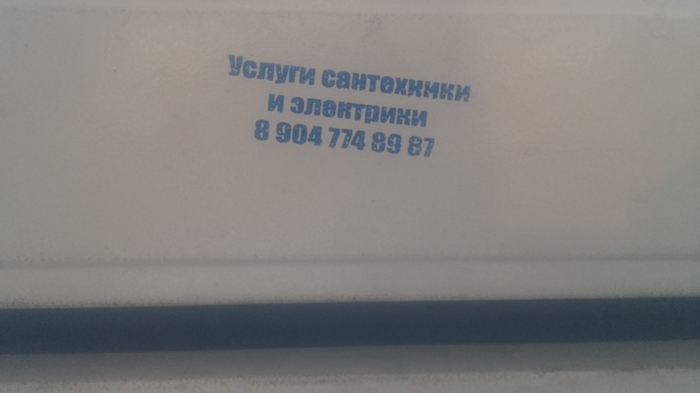 Услуги сантехники
и электрики
8 904 774 89 87